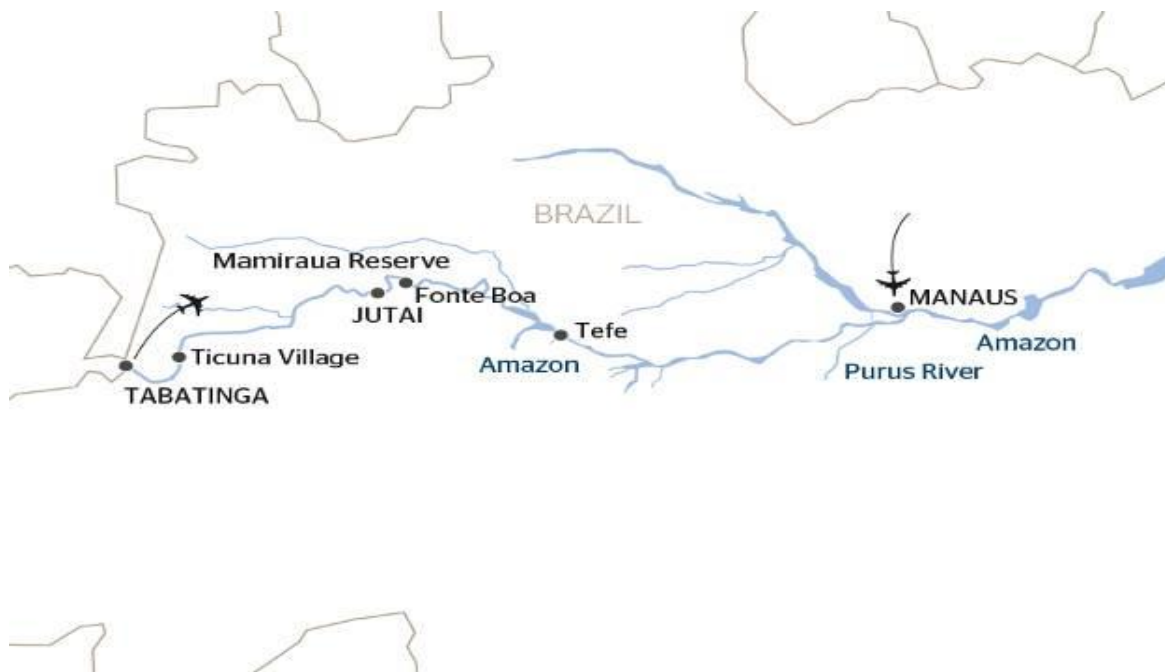 BRAZIL
Mamiraua Reserve
Fonte Boa
MANAUS
JUTAI
Tefe
Amazon
Ticuna Village
Amazon
Purus River
TABATINGA